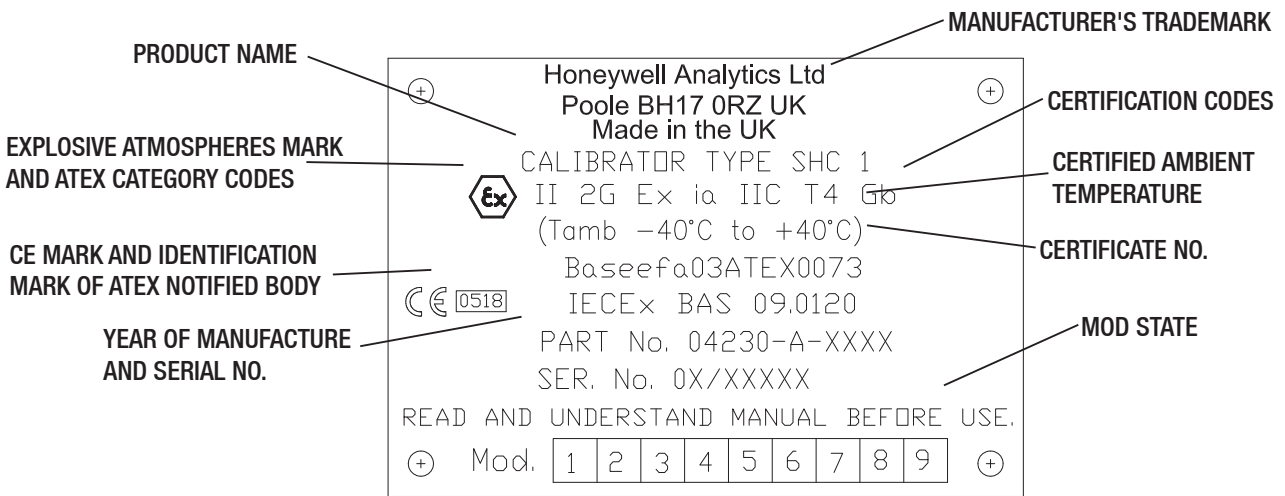 MANUFACTURER'S TRADEMARK
PRODUCT NAME
Honeywell Analytics Ltd
Poole BH17 0RZ UK
Made in the UK
CERTIFICATION CODES
EXPLOSIVE ATMOSPHERES MARK
AND ATEX CATEGORY CODES
CALIBRATOR TYPE SHC 1
Ex II 2G Ex ia IIC T4 Gb
CERTIFIED AMBIENT
TEMPERATURE
(Tamb -40°C to +40°C)
CERTIFICATE NO.
CE MARK AND IDENTIFICATION
MARK OF ATEX NOTIFIED BODY
Baseefa03ATEX0073
CE 0518 IECEx BAS 09.0120
YEAR OF MANUFACTURE
AND SERIAL NO.
PART No. 04230-A-XXXX
MOD STATE
SER. No. 0X/XXXXX
READ AND UNDERSTAND MANUAL BEFORE USE.
Mod. 1 2 3 4 5 6 7 8 9